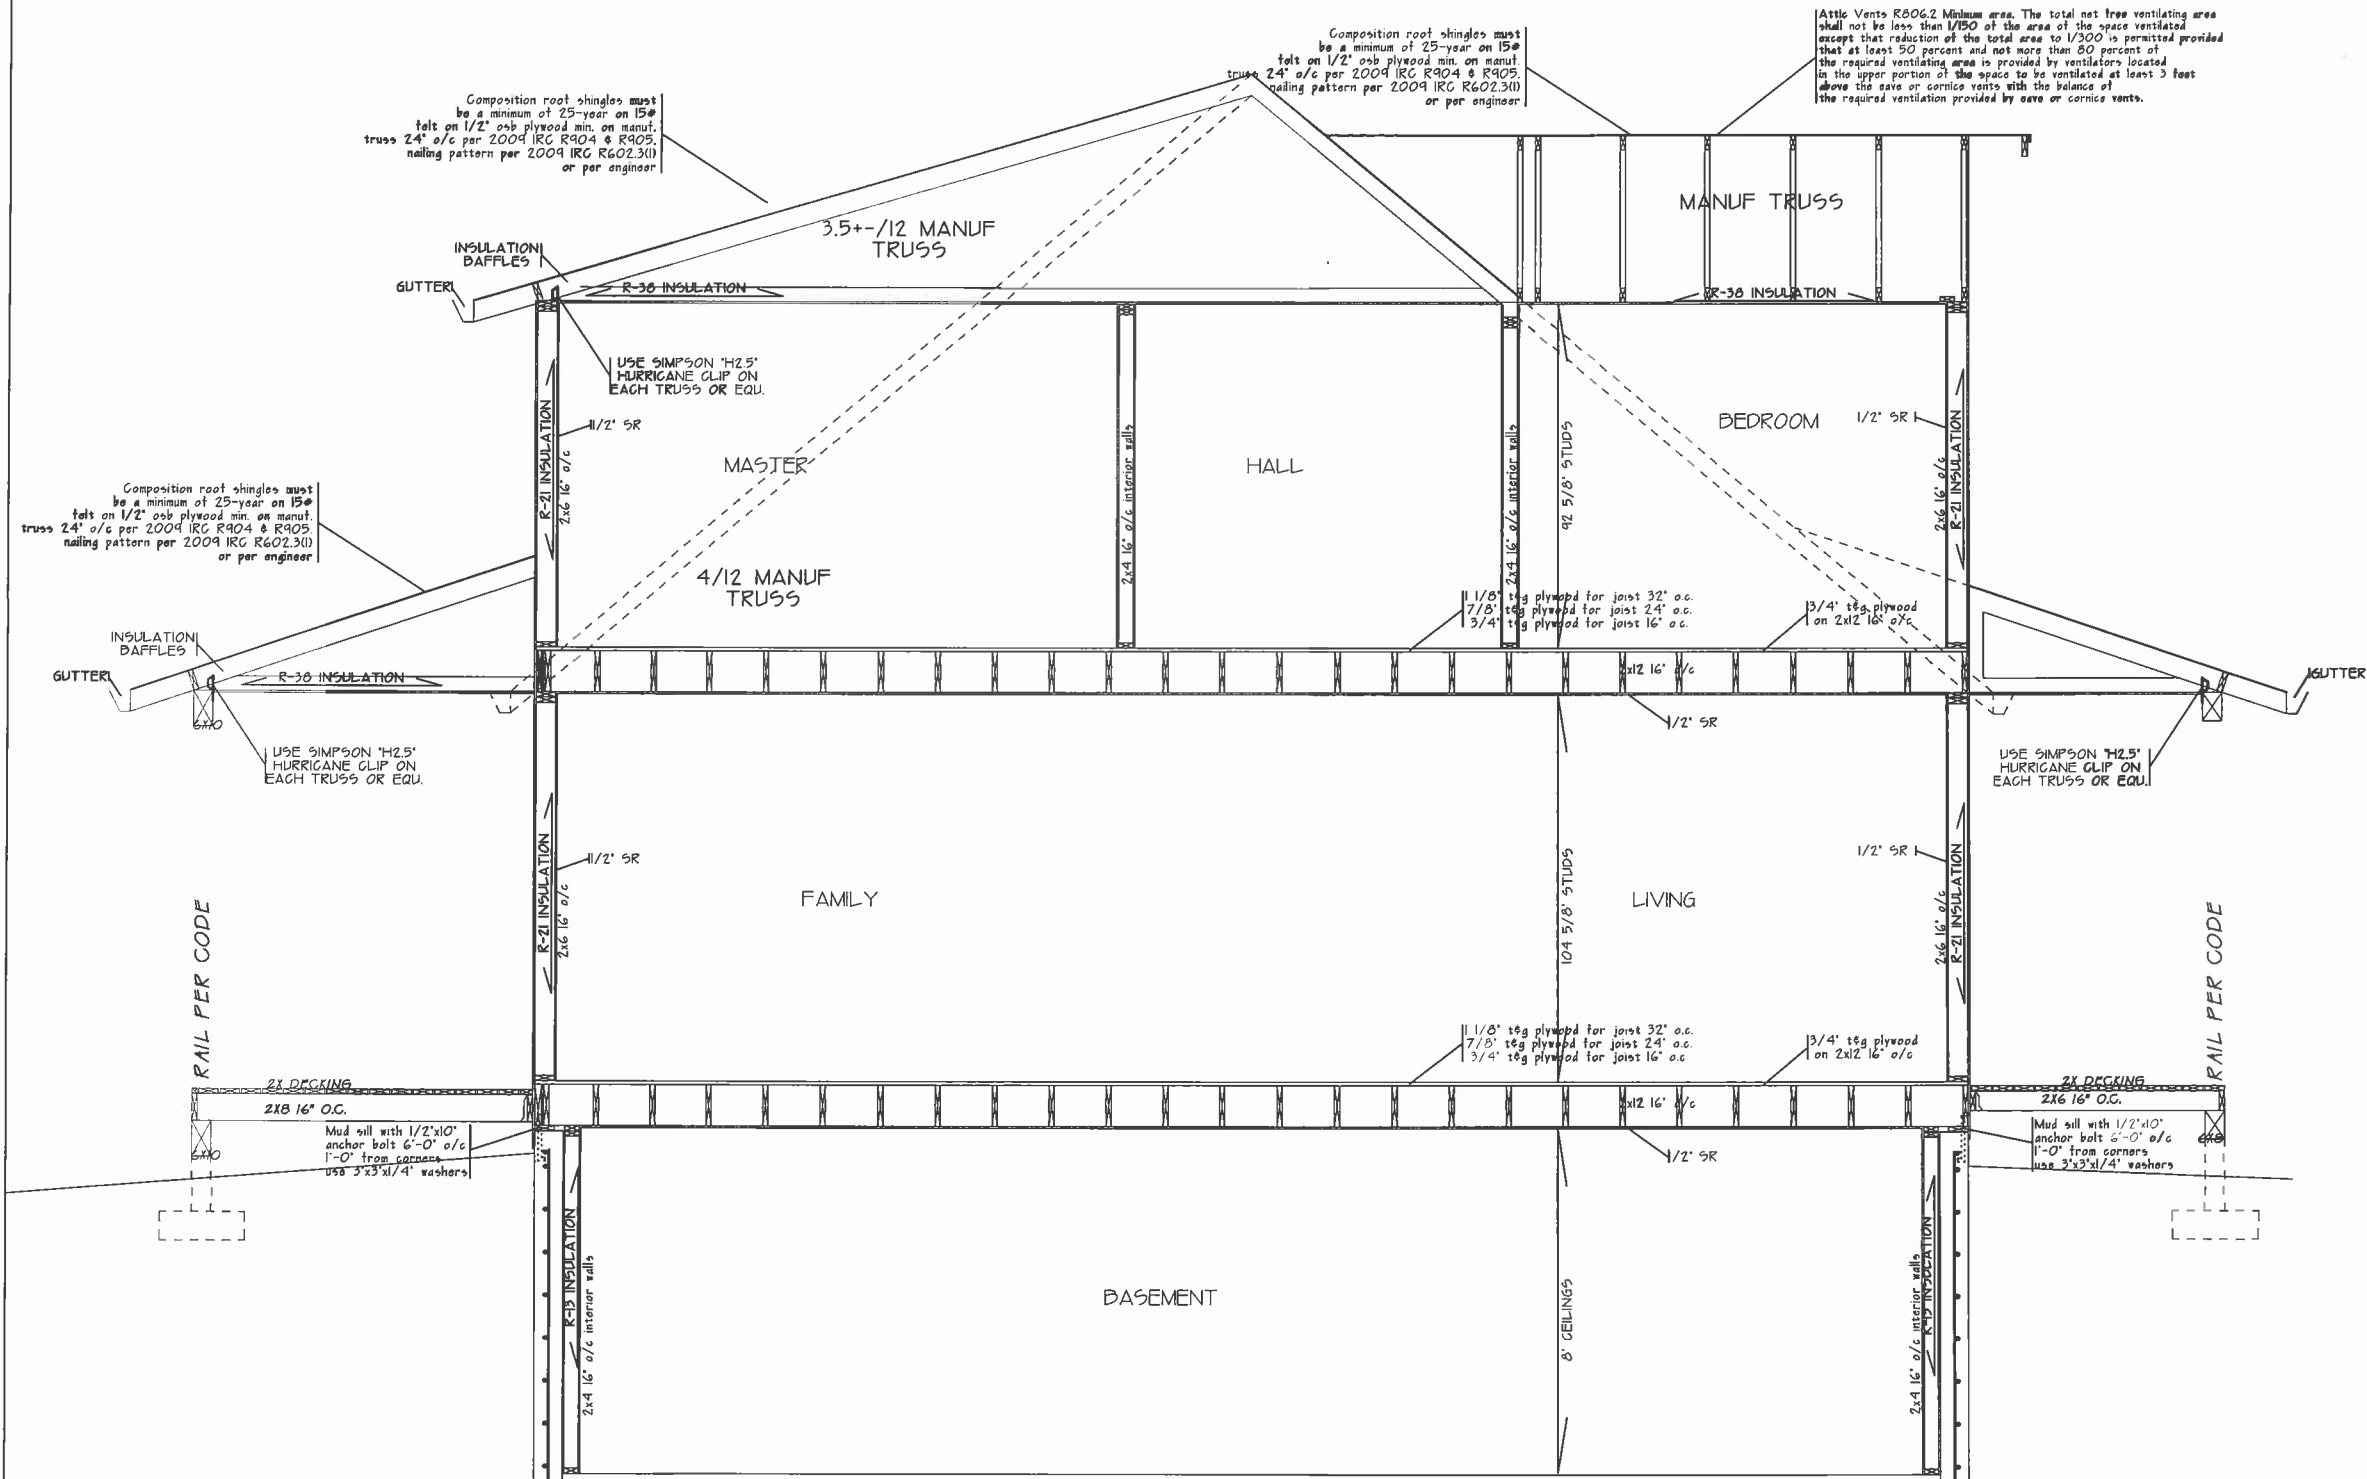 Attic Vents R806.2 Minimum area. The total net free ventilating area
shall not be less than 1/150 of the area of the space ventilated
except that reduction of the total area to 1/300 is permitted provided
that at least 50 percent and not more than 80 percent of
the required ventilating area is provided by ventilators located
in the upper portion of the space to be ventilated at least 3 feet
above the eave or cornice vents with the balance of
the required ventilation provided by eave or cornice vents.
Composition roof shingles must
be a minimum of 25-year on 15#
felt on 1/2" osb plywood min. on manuf.
truss 24" o/c per 2009 IRC R904 & R905.
nailing pattern per 2009 IRC R602.3(1)
or per engineer
Composition roof shingles must
be a minimum of 25-year on 15#
felt on 1/2" osb plywood min. on manuf.
truss 24" o/c per 2009 IRC R904 & R905.
nailing pattern per 2009 IRC R602.3(1)
or per engineer
MANUF TRUSS
3.5+-/12 MANUF
TRUSS
INSULATION
BAFFLES
GUTTER
R-38 INSULATION
R-38 INSULATION
USE SIMPSON "H2.5"
HURRICANE CLIP ON
EACH TRUSS OR EQU.
1/2" SR
R-21 INSULATION
2x6 16" o/c
MASTER
2x4 16" o/c interior walls
HALL
2x4 16" o/c interior walls
92 5/8" STUDS
BEDROOM
1/2" SR
2x6 16" o/c
R-21 INSULATION
Composition roof shingles must
be a minimum of 25-year on 15#
felt on 1/2" osb plywood min. on manuf.
truss 24" o/c per 2009 IRC R904 & R905.
nailing pattern per 2009 IRC R602.3(1)
or per engineer
4/12 MANUF
TRUSS
1 1/8" t&g plywood for joist 32" o.c.
7/8" t&g plywood for joist 24" o.c.
3/4" t&g plywood for joist 16" o.c.
3/4" t&g plywood
on 2x12 16" o/c
INSULATION
BAFFLES
GUTTER
R-38 INSULATION
2x12 16" o/c
GUTTER
6X10
1/2" SR
USE SIMPSON "H2.5"
HURRICANE CLIP ON
EACH TRUSS OR EQU.
USE SIMPSON "H2.5"
HURRICANE CLIP ON
EACH TRUSS OR EQU.
1/2" SR
R-21 INSULATION
2x6 16" o/c
FAMILY
104 5/8" STUDS
LIVING
1/2" SR
2x6 16" o/c
R-21 INSULATION
RAIL PER CODE
RAIL PER CODE
1 1/8" t&g plywood for joist 32" o.c.
7/8" t&g plywood for joist 24" o.c.
3/4" t&g plywood for joist 16" o.c
3/4" t&g plywood
on 2x12 16" o/c
2X DECKING
2X8 16" O.C.
2x12 16" o/c
2X DECKING
2X6 16" O.C.
6X10
Mud sill with 1/2"x10"
anchor bolt 6'-0" o/c
1'-0" from corners
use 3"x3"x1/4" washers
1/2" SR
Mud sill with 1/2"x10"
anchor bolt 6'-0" o/c
1'-0" from corners
use 3"x3"x1/4" washers
R-13 INSULATION
2x4 16" o/c interior walls
BASEMENT
8' CEILINGS
2x4 16" o/c interior walls
R-13 INSULATION